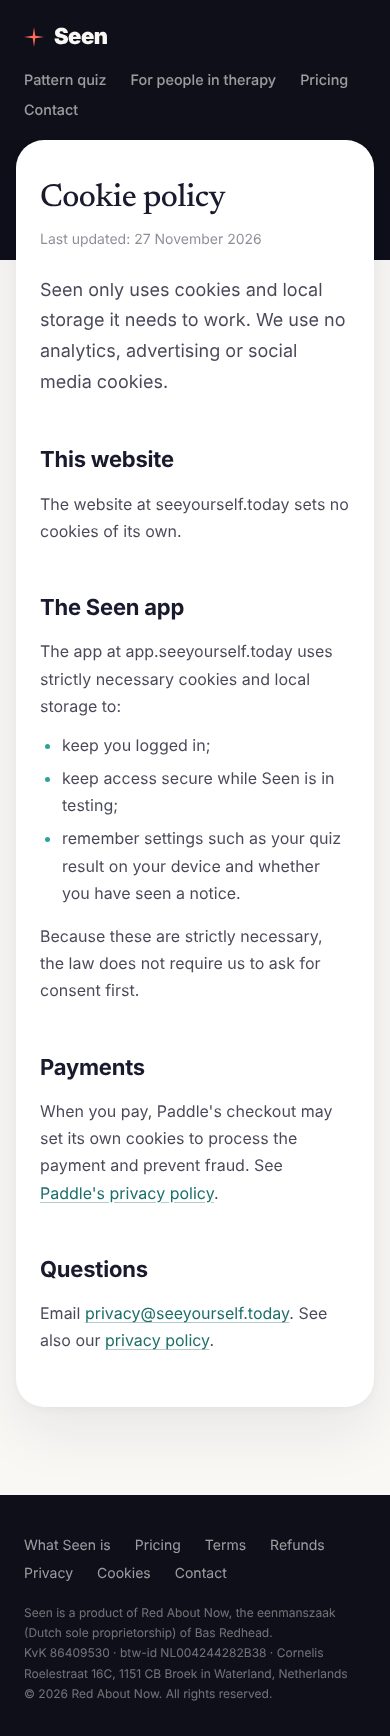 Seen
Pattern quiz For people in therapy Pricing
Contact
Cookie policy
Last updated: 27 November 2026
Seen only uses cookies and local
storage it needs to work. We use no
analytics, advertising or social
media cookies.
This website
The website at seeyourself.today sets no
cookies of its own.
The Seen app
The app at app.seeyourself.today uses
strictly necessary cookies and local
storage to:
• keep you logged in;
• keep access secure while Seen is in
testing;
• remember settings such as your quiz
result on your device and whether
you have seen a notice.
Because these are strictly necessary,
the law does not require us to ask for
consent first.
Payments
When you pay, Paddle's checkout may
set its own cookies to process the
payment and prevent fraud. See
Paddle's privacy policy.
Questions
Email privacy@seeyourself.today. See
also our privacy policy.
What Seen is Pricing Terms Refunds
Privacy Cookies Contact
Seen is a product of Red About Now, the eenmanszaak
(Dutch sole proprietorship) of Bas Redhead.
KvK 86409530 · btw-id NL004244282B38 · Cornelis
Roelestraat 16C, 1151 CB Broek in Waterland, Netherlands
© 2026 Red About Now. All rights reserved.